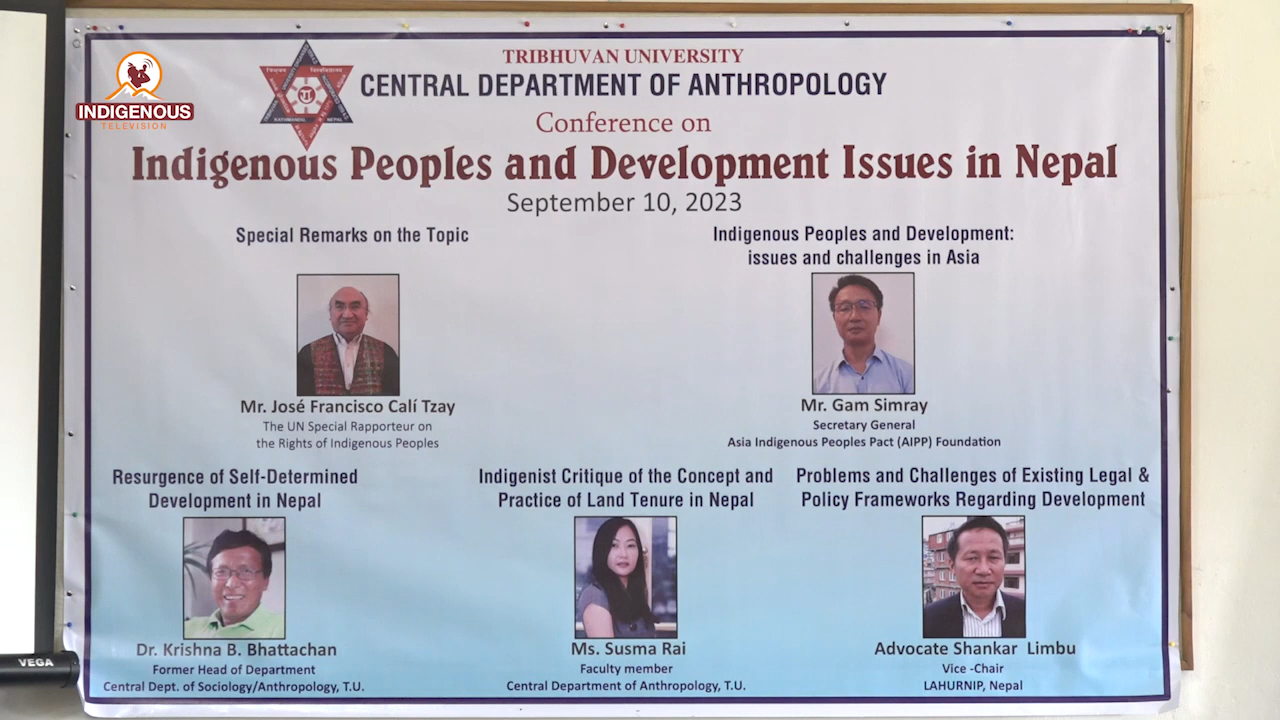 INDIGENOUS
TELEVISION
TRIBHUVAN UNIVERSITY
CENTRAL DEPARTMENT OF ANTHROPOLOGY
Conference on
Indigenous Peoples and Development Issues in Nepal
September 10, 2023
Special Remarks on the Topic
Mr. José Francisco Calí Tzay
The UN Special Rapporteur on
the Rights of Indigenous Peoples
Indigenous Peoples and Development:
issues and challenges in Asia
Mr. Gam Simray
Secretary General
Asia Indigenous Peoples Pact (AIPP) Foundation
Resurgence of Self-Determined
Development in Nepal
Dr. Krishna B. Bhattachan
Former Head of Department
Central Dept. of Sociology/Anthropology, T.U.
Indigenist Critique of the Concept and
Practice of Land Tenure in Nepal
Ms. Susma Rai
Faculty member
Central Department of Anthropology, T.U.
Problems and Challenges of Existing Legal &
Policy Frameworks Regarding Development
Advocate Shankar Limbu
Vice -Chair
LAHURNIP, Nepal
VEGA